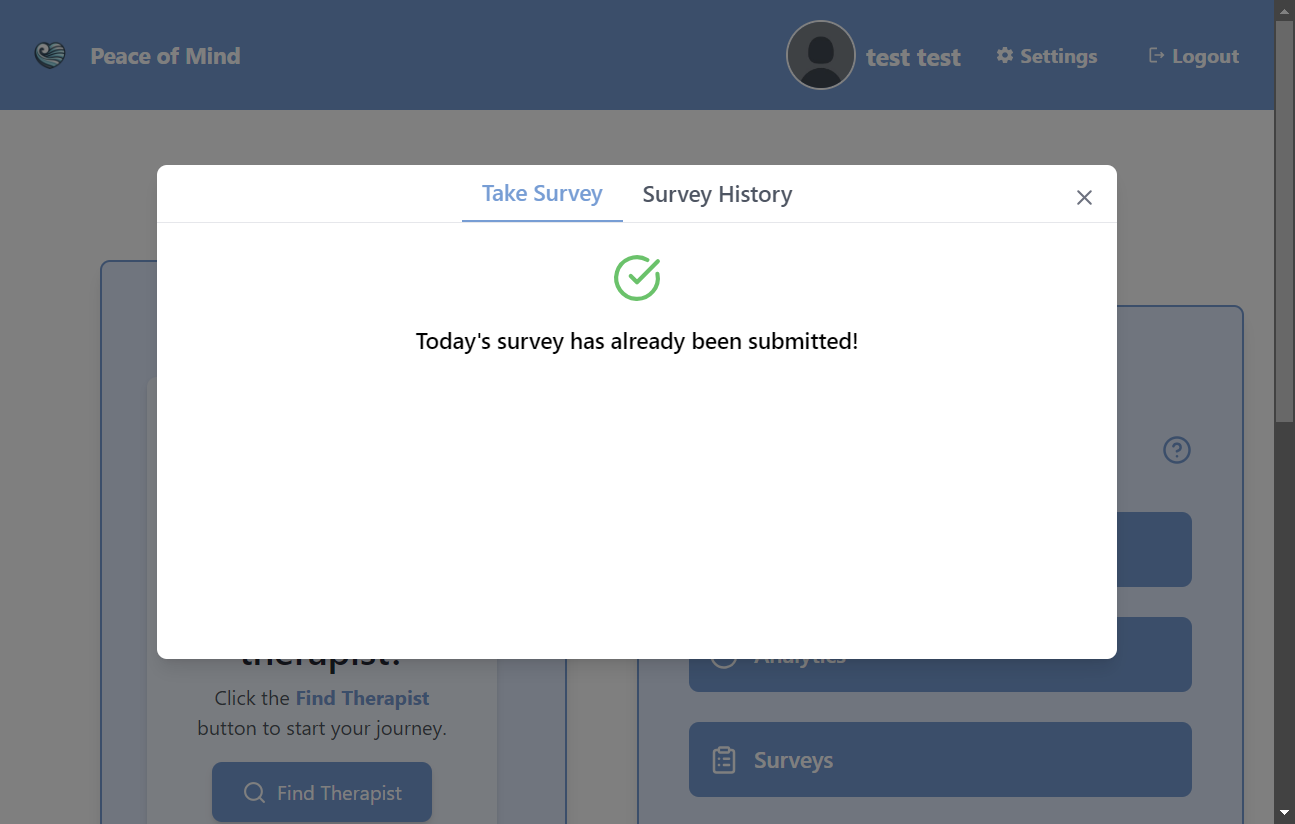 Peace of Mind
test test
Settings
Logout
Take Survey
Survey History
Today's survey has already been submitted!
therapist?
Click the Find Therapist
button to start your journey.
Find Therapist
Analytics
Surveys